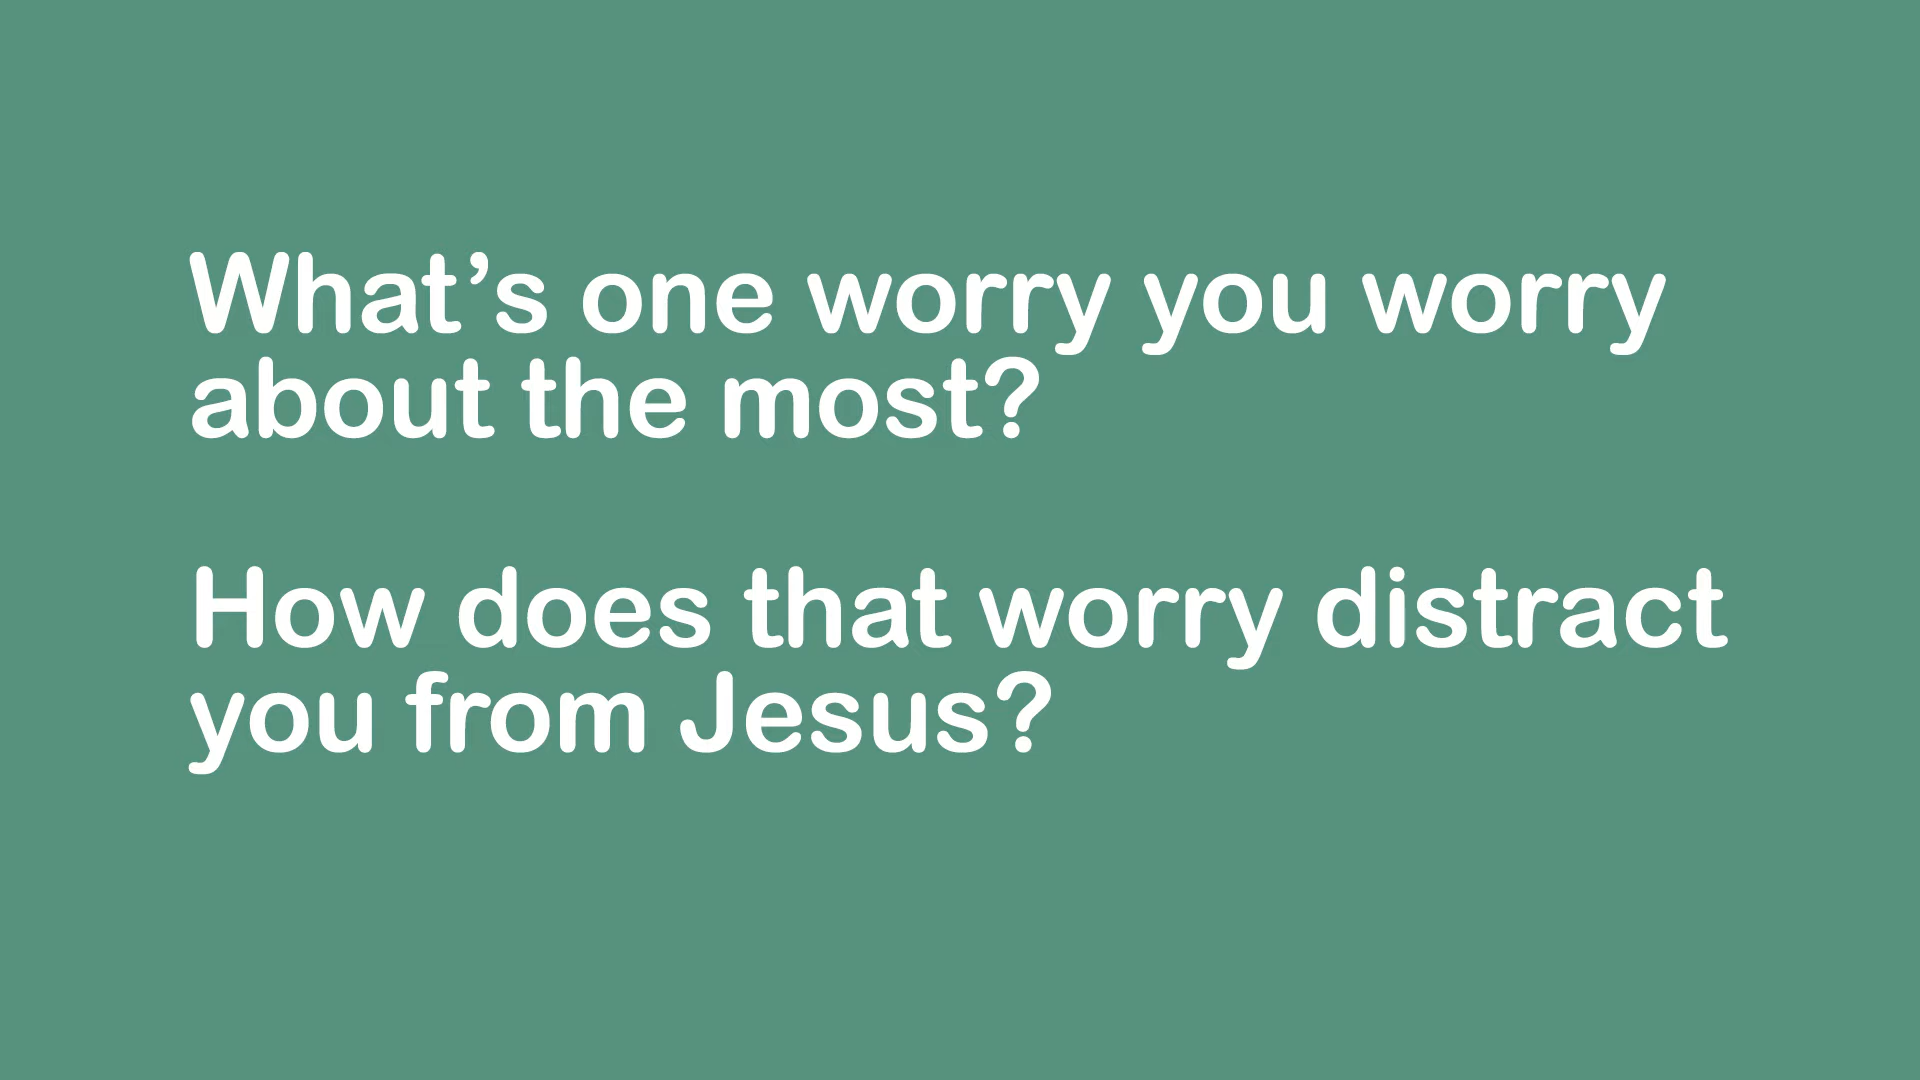 What’s one worry you worry
about the most?
How does that worry distract
you from Jesus?